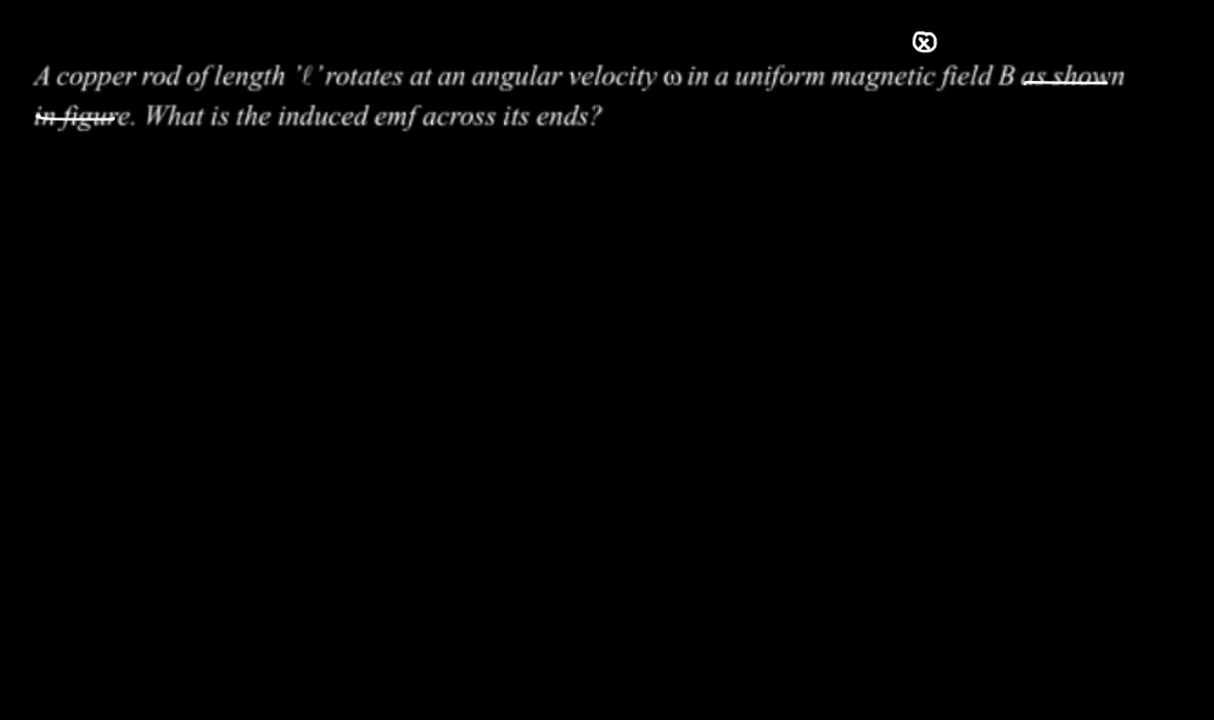 ⓧ
A copper rod of length 'ℓ' rotates at an angular velocity ω in a uniform magnetic field B as shown
in figure. What is the induced emf across its ends?